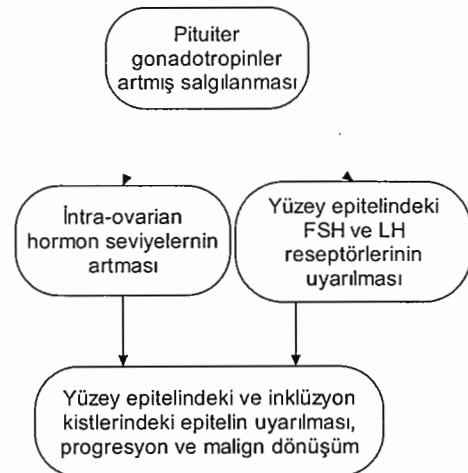 Pituiter
gonadotropinler
artmış salgılanması
İntra-ovarian
hormon seviyelernin
artması
Yüzey epitelindeki
FSH ve LH
reseptörlerinin
uyarılması
Yüzey epitelindeki ve inklüzyon
kistlerindeki epitelin uyarılması,
progresyon ve malign dönüşüm